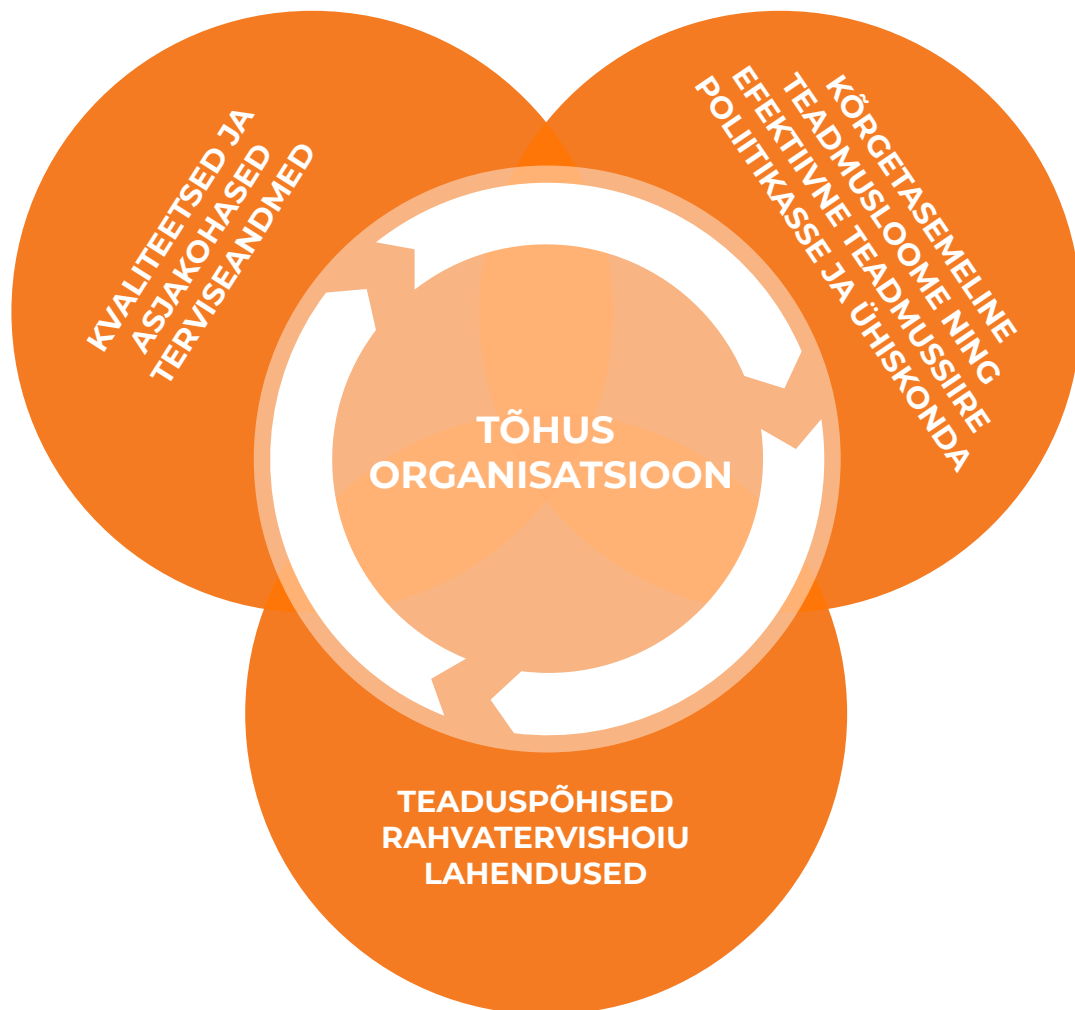 KVALITEETSED JA
ASJAKOHASED
TERVISEANDMED
KÕRGETASEMELINE
TEADMUSLOOME NING
EFEKTIIVNE TEADMUSSIIRE
POLIITIKASSE JA ÜHISKONDA
TÕHUS
ORGANISATSIOON
TEADUSPÕHISED
RAHVATERVISHOIU
LAHENDUSED